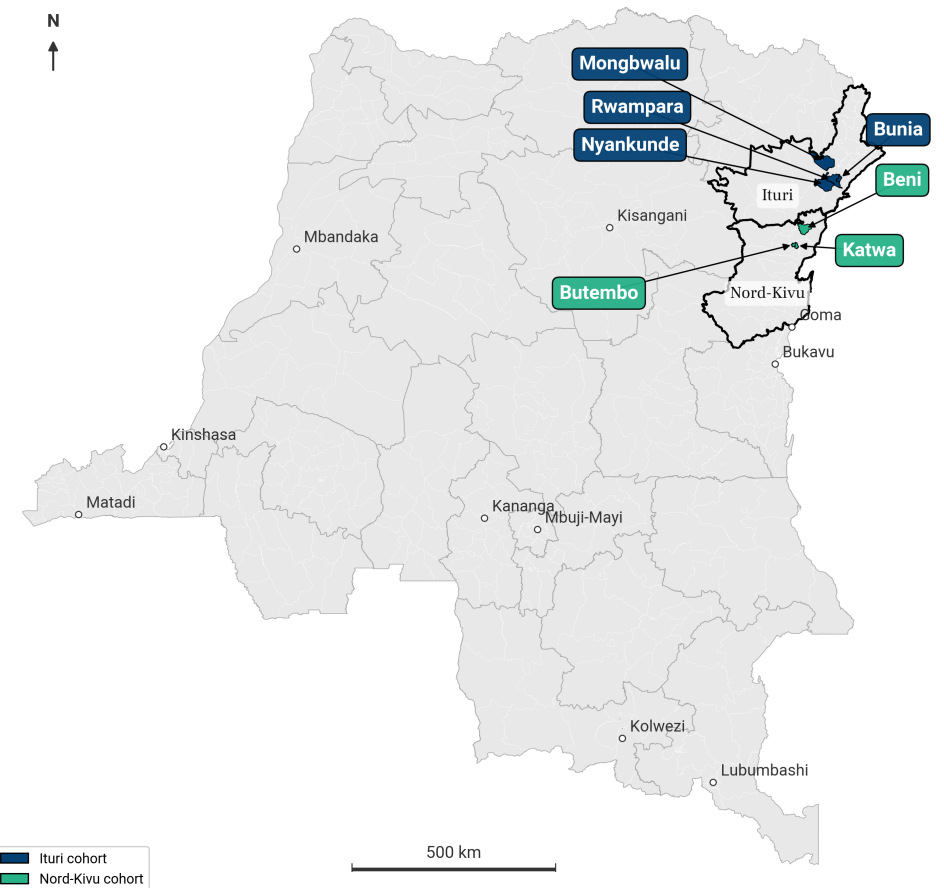 N
Mongbwalu
Rwampara
Bunia
Nyankunde
Beni
Ituri
Kisangani
Mbandaka
Katwa
Butembo
Nord-Kivu
Goma
Bukavu
Kinshasa
Matadi
Kananga
Mbuji-Mayi
Kolwezi
Lubumbashi
500 km
Ituri cohort
Nord-Kivu cohort